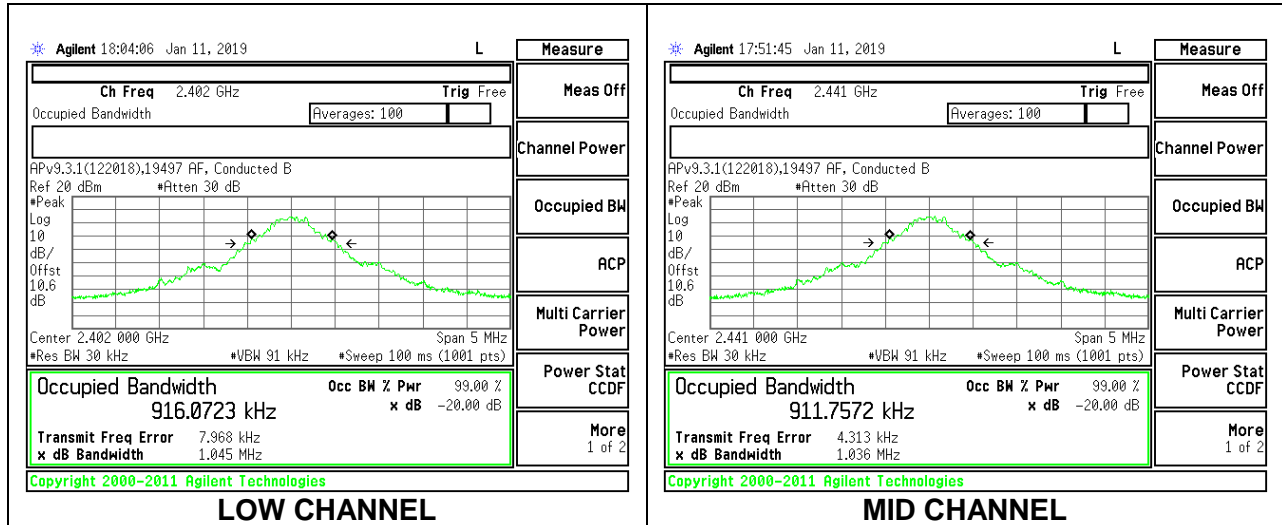 Agilent 18:04:06 Jan 11, 2019 L
Measure
Ch Freq 2.402 GHz Trig Free
Occupied Bandwidth Averages: 100
APv9.3.1(122018),19497 AF, Conducted B
Ref 20 dBm #Atten 30 dB
#Peak
Log
10
dB/
Offst
10.6
dB
Center 2.402 000 GHz Span 5 MHz
#Res BW 30 kHz #VBW 91 kHz #Sweep 100 ms (1001 pts)
Occupied Bandwidth Occ BW % Pwr 99.00 %
916.0723 kHz x dB -20.00 dB
Transmit Freq Error 7.968 kHz
x dB Bandwidth 1.045 MHz
Copyright 2000-2011 Agilent Technologies
Meas Off
Channel Power
Occupied BW
ACP
Multi Carrier
Power
Power Stat
CCDF
More
1 of 2
LOW CHANNEL
Agilent 17:51:45 Jan 11, 2019 L
Measure
Ch Freq 2.441 GHz Trig Free
Occupied Bandwidth Averages: 100
APv9.3.1(122018),19497 AF, Conducted B
Ref 20 dBm #Atten 30 dB
#Peak
Log
10
dB/
Offst
10.6
dB
Center 2.441 000 GHz Span 5 MHz
#Res BW 30 kHz #VBW 91 kHz #Sweep 100 ms (1001 pts)
Occupied Bandwidth Occ BW % Pwr 99.00 %
911.7572 kHz x dB -20.00 dB
Transmit Freq Error 4.313 kHz
x dB Bandwidth 1.036 MHz
Copyright 2000-2011 Agilent Technologies
Meas Off
Channel Power
Occupied BW
ACP
Multi Carrier
Power
Power Stat
CCDF
More
1 of 2
MID CHANNEL